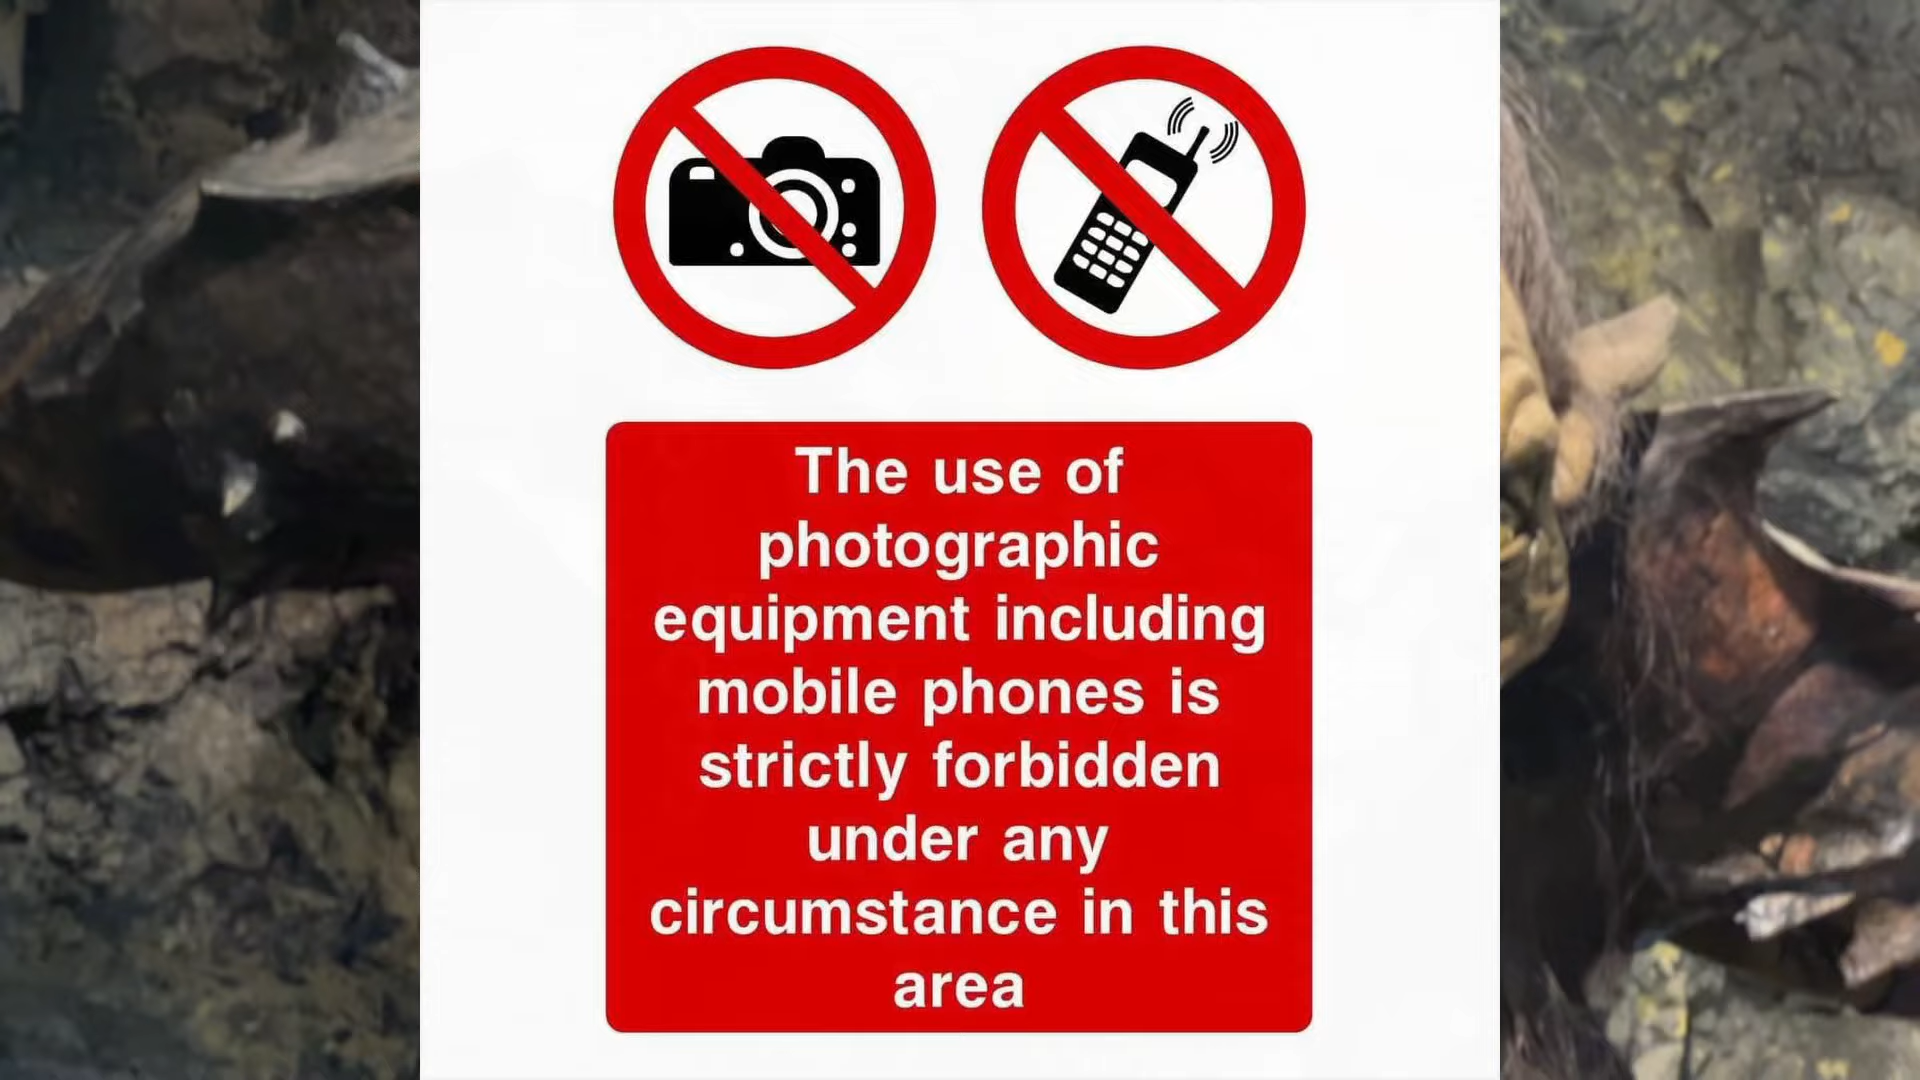 The use of
photographic
equipment including
mobile phones is
strictly forbidden
under any
circumstance in this
area